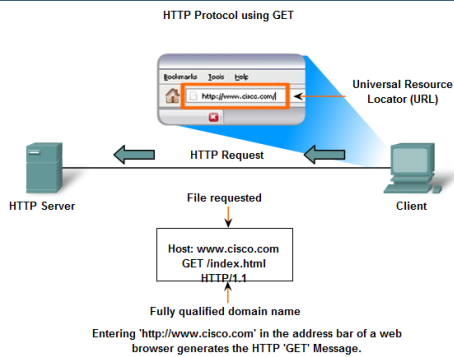 HTTP Protocol using GET
Bookmarks Tools Help
http://www.cisco.com/
Universal Resource
Locator (URL)
HTTP Request
HTTP Server
Client
File requested
Host: www.cisco.com
GET /index.html
HTTP/1.1
Fully qualified domain name
Entering 'http://www.cisco.com' in the address bar of a web
browser generates the HTTP 'GET' Message.